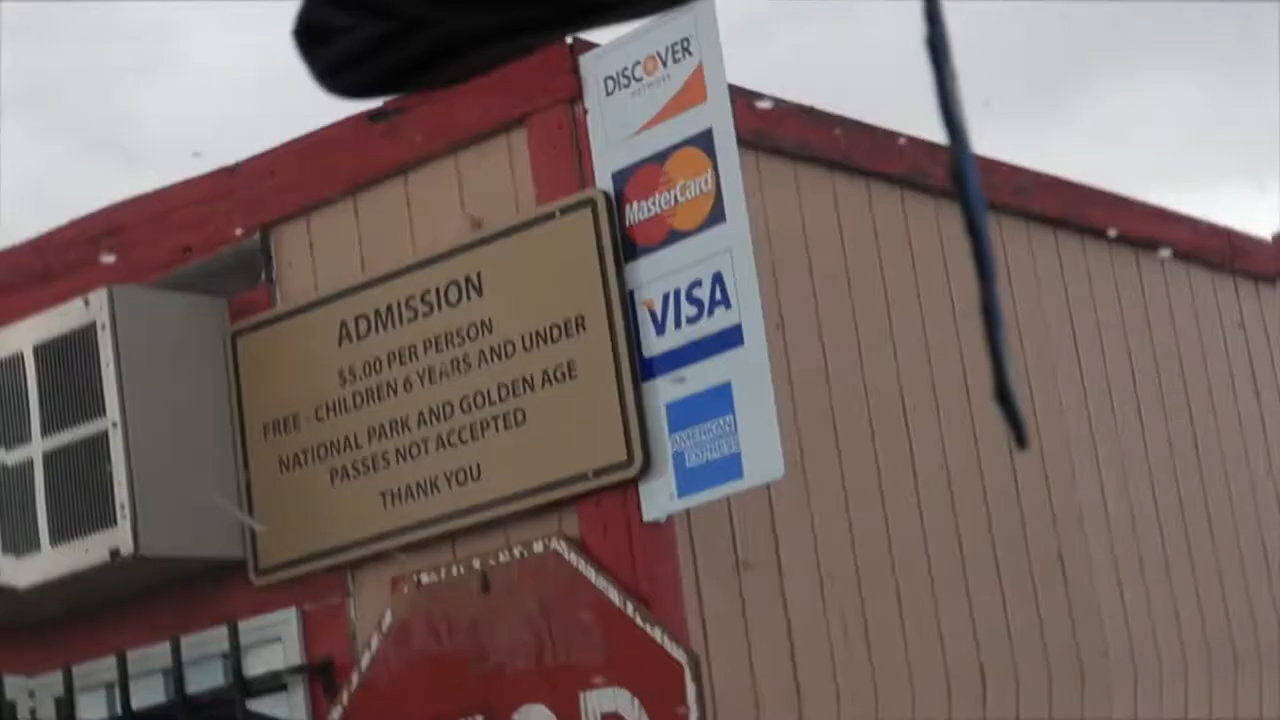 DISCOVER
NETWORK
MasterCard
VISA
AMERICAN
EXPRESS
ADMISSION
$5.00 PER PERSON
FREE - CHILDREN 6 YEARS AND UNDER
NATIONAL PARK AND GOLDEN AGE
PASSES NOT ACCEPTED
THANK YOU